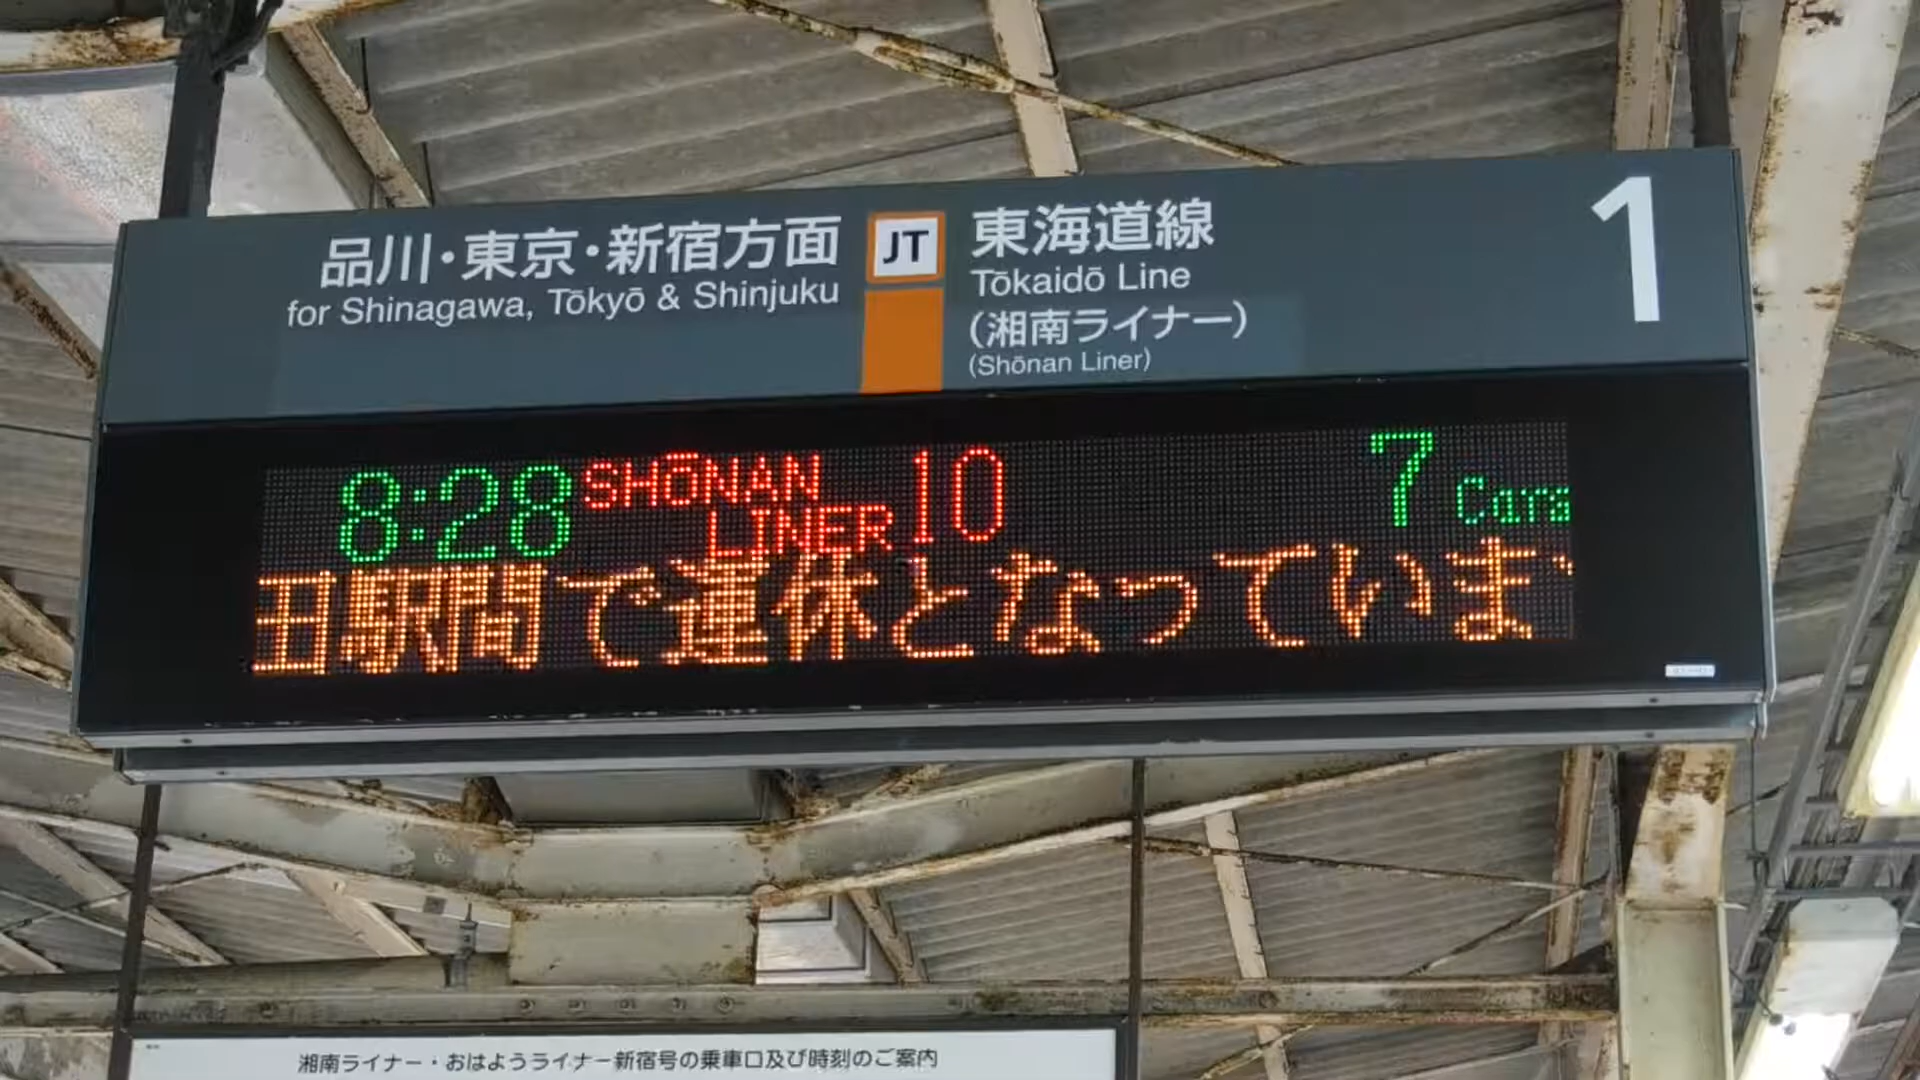 品川・東京・新宿方面
for Shinagawa, Tōkyō & Shinjuku
JT
東海道線
Tōkaidō Line
(湘南ライナー)
(Shōnan Liner)
1
8:28 SHŌNAN LINER 10 7 Cars
田駅間で運休となっていま
湘南ライナー・おはようライナー新宿号の乗車口及び時刻のご案内